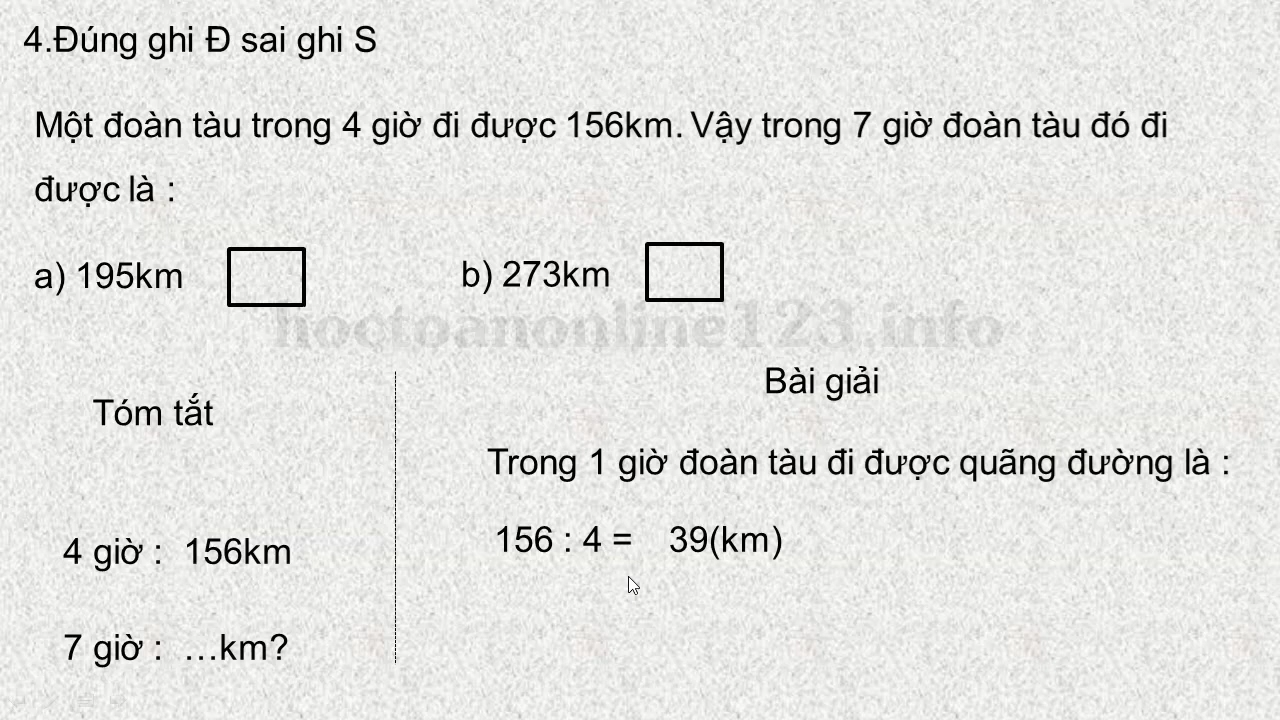 4.Đúng ghi Đ sai ghi S
Một đoàn tàu trong 4 giờ đi được 156km. Vậy trong 7 giờ đoàn tàu đó đi
được là :
a) 195km
b) 273km
hoctoanonline123.info
Tóm tắt
4 giờ : 156km
7 giờ : …km?
Bài giải
Trong 1 giờ đoàn tàu đi được quãng đường là :
156 : 4 = 39(km)